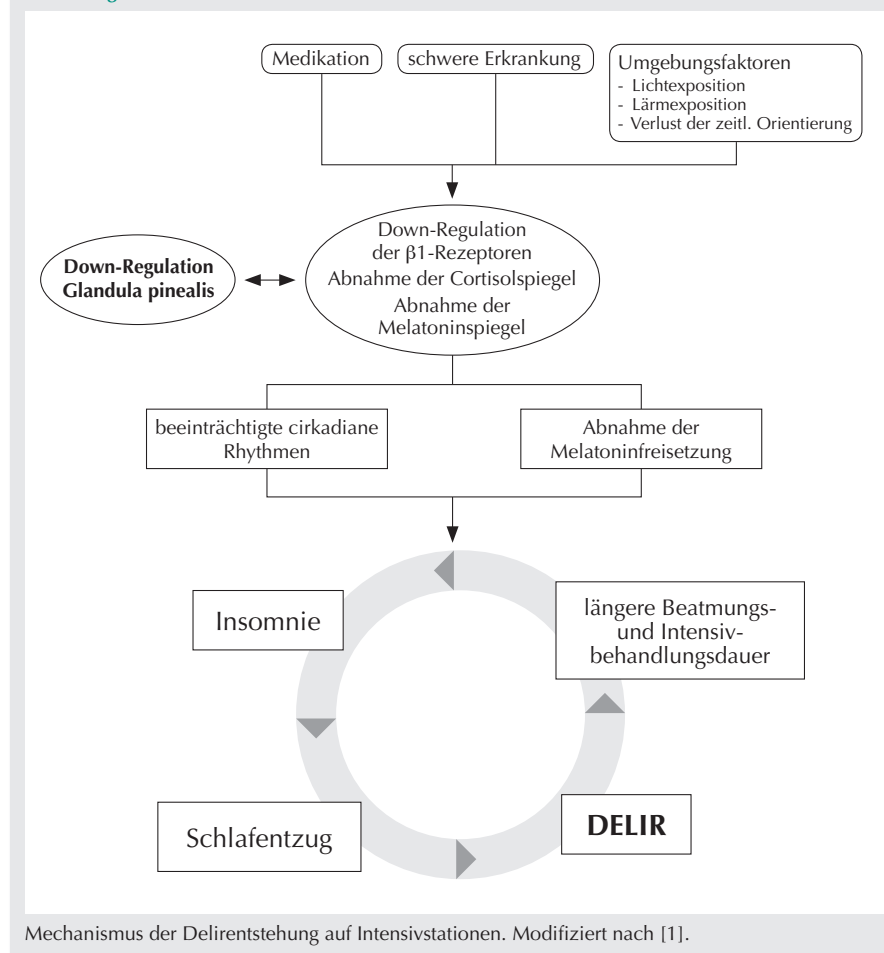 Medikation
schwere Erkrankung
Umgebungsfaktoren
- Lichtexposition
- Lärmexposition
- Verlust der zeitl. Orientierung
Down-Regulation
Glandula pinealis
Down-Regulation
der β1-Rezeptoren
Abnahme der Cortisolspiegel
Abnahme der
Melatoninspiegel
beeinträchtigte cirkadiane
Rhythmen
Abnahme der
Melatoninfreisetzung
Insomnie
längere Beatmungs-
und Intensiv-
behandlungsdauer
Schlafentzug
DELIR
Mechanismus der Delirentstehung auf Intensivstationen. Modifiziert nach [1].